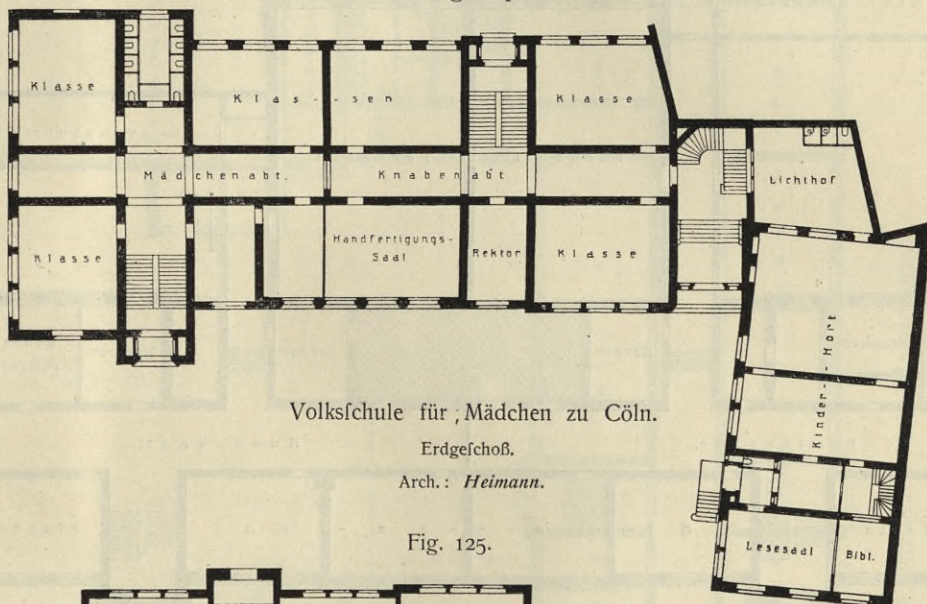 Klasse
Klas--sen
Klasse
Mädchenabt.
Knabenabt
Lichthof
Klasse
Handfertigungs-
Saal
Rektor
Klasse
Kinder--Hort
Volksſchule für Mädchen zu Cöln.
Erdgeſchoß.
Arch.: Heimann.
Fig. 125.
Leſesaal
Bibl.